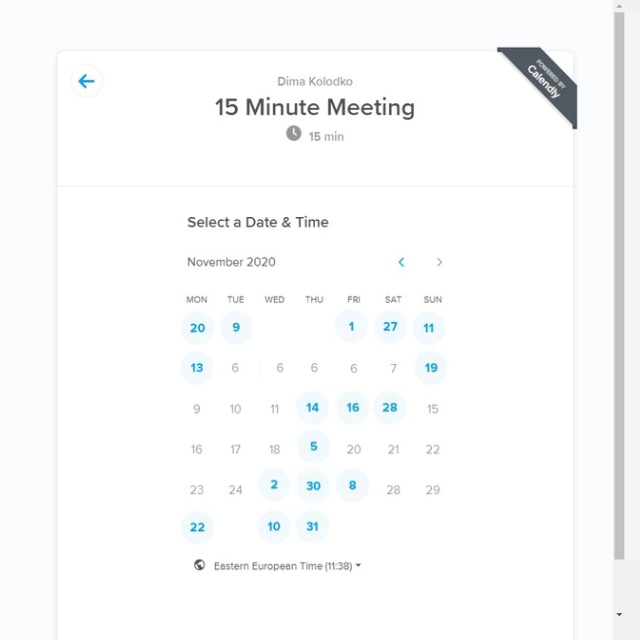 POWERED BY
Calendly
Dima Kolodko
15 Minute Meeting
15 min
Select a Date & Time
November 2020
MON TUE WED THU FRI SAT SUN
20 9 1 27 11
13 6 6 6 6 7 19
9 10 11 14 16 28 15
16 17 18 5 20 21 22
23 24 2 30 8 28 29
22 10 31
Eastern European Time (11:38)